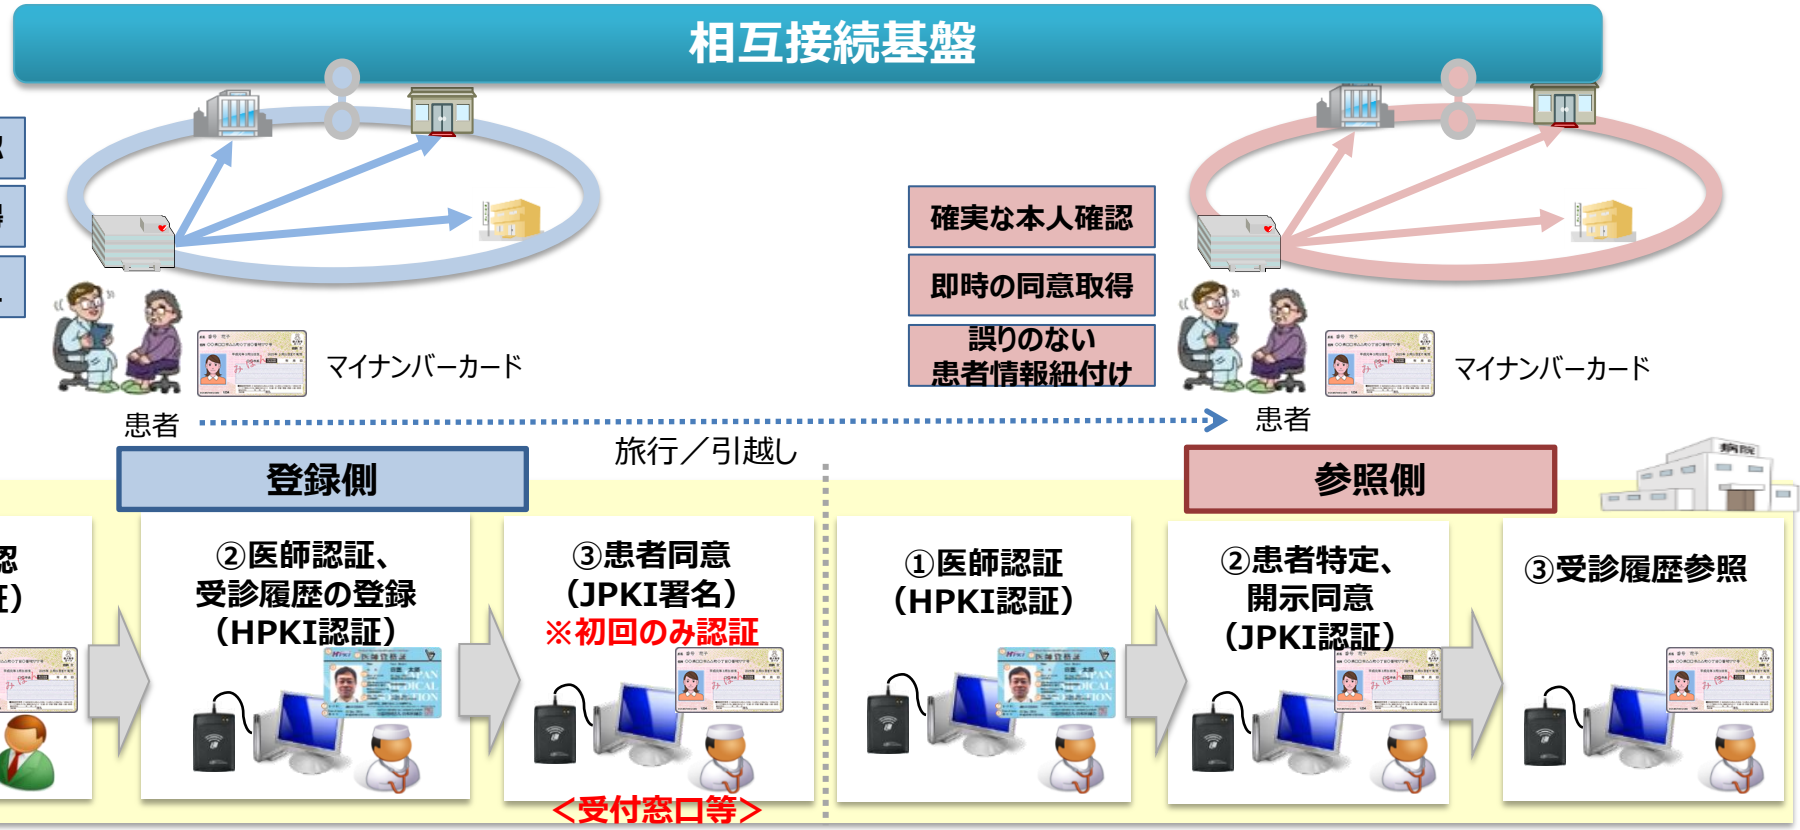 相互接続基盤
確実な本人確認
即時の同意取得
誤りのない
患者情報紐付け
マイナンバーカード
マイナンバーカード
患者
患者
旅行／引越し
登録側
参照側
病院
認
証）
②医師認証、
受診履歴の登録
（HPKI認証）
③患者同意
（JPKI署名）
※初回のみ認証
①医師認証
（HPKI認証）
②患者特定、
開示同意
（JPKI認証）
③受診履歴参照
＜受付窓口等＞